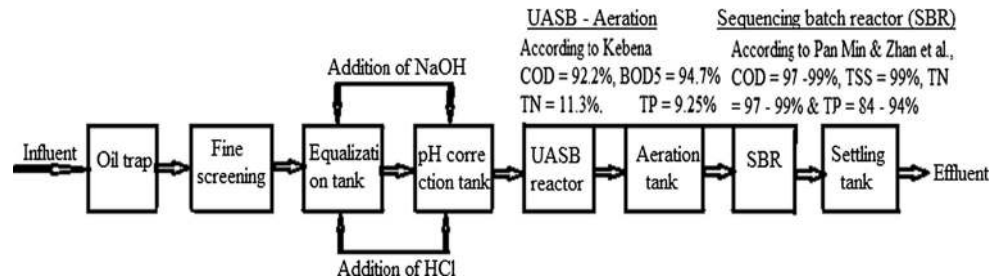 UASB - Aeration
According to Kebena
COD = 92.2%, BOD5 = 94.7%
TN = 11.3%. TP = 9.25%
Sequencing batch reactor (SBR)
According to Pan Min & Zhan et al.,
COD = 97 -99%, TSS = 99%, TN
= 97 - 99% & TP = 84 - 94%
Addition of NaOH
Influent
Oil trap
Fine
screening
Equalizati
on tank
pH corre
ction tank
UASB
reactor
Aeration
tank
SBR
Settling
tank
Effluent
Addition of HCl